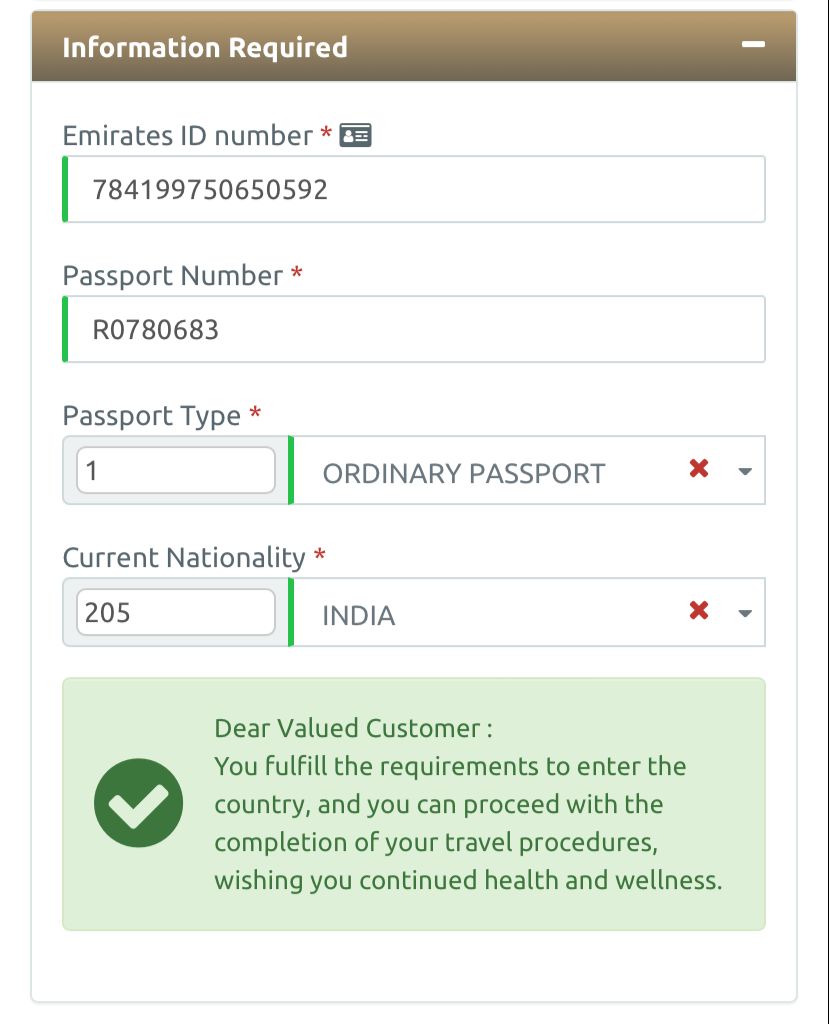 Information Required
Emirates ID number *
784199750650592
Passport Number *
R0780683
Passport Type *
1 ORDINARY PASSPORT
Current Nationality *
205 INDIA
Dear Valued Customer :
You fulfill the requirements to enter the
country, and you can proceed with the
completion of your travel procedures,
wishing you continued health and wellness.